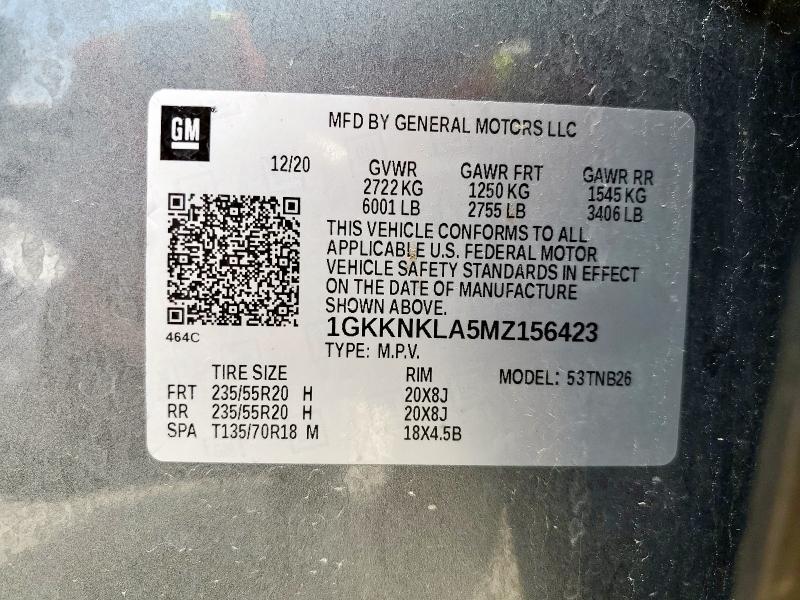 GM
MFD BY GENERAL MOTORS LLC
12/20 GVWR GAWR FRT GAWR RR
2722 KG 1250 KG 1545 KG
6001 LB 2755 LB 3406 LB
THIS VEHICLE CONFORMS TO ALL
APPLICABLE U.S. FEDERAL MOTOR
VEHICLE SAFETY STANDARDS IN EFFECT
ON THE DATE OF MANUFACTURE
SHOWN ABOVE.
464C
1GKKNKLA5MZ156423
TYPE: M.P.V.
TIRE SIZE RIM MODEL: 53TNB26
FRT 235/55R20 H 20X8J
RR 235/55R20 H 20X8J
SPA T135/70R18 M 18X4.5B